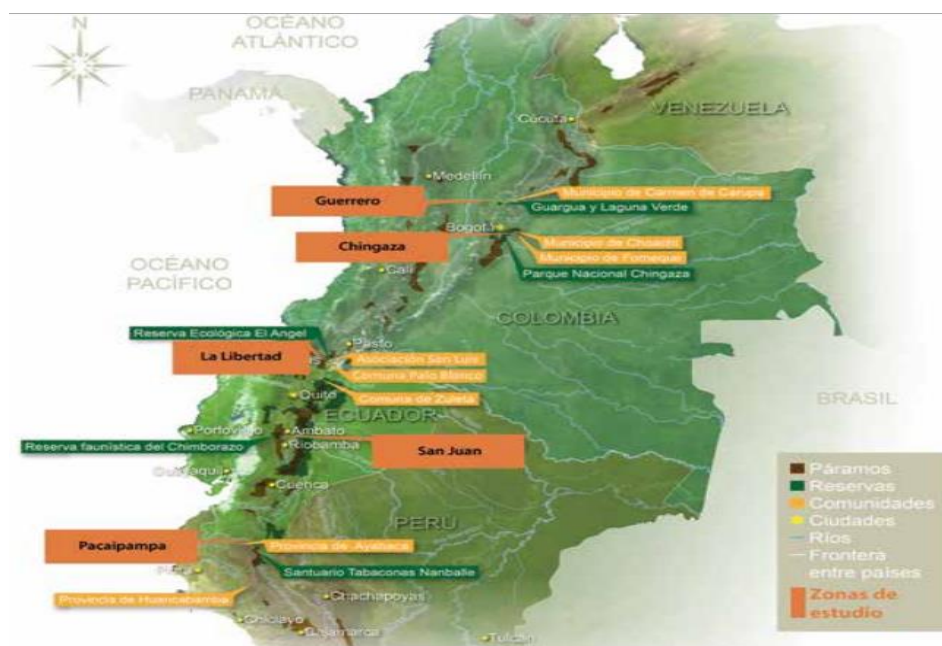 N
OCÉANO
ATLÁNTICO
PANAMÁ
VENEZUELA
Cúcuta
Medellín
Guerrero
Municipio de Carmen de Carupa
Guargua y Laguna Verde
Bogotá
Chingaza
Municipio de Choachí
Municipio de Fomeque
Parque Nacional Chingaza
OCÉANO
PACÍFICO
Cali
COLOMBIA
Reserva Ecológica El Angel
Pasto
La Libertad
Asociación San Luis
Comuna Palo Blanco
Comuna de Zuleta
Quito
ECUADOR
BRASIL
Portoviejo
Ambato
Reserva faunística del Chimborazo
Riobamba
San Juan
Guayaquil
Cuenca
PERU
Pacaipampa
Provincia de Ayabaca
Santuario Tabaconas Nanballe
Piura
Provincia de Huancabamba
Chachapoyas
Chiclayo
Cajamarca
Tulcán
Páramos
Reservas
Comunidades
Ciudades
Ríos
Frontera
entre países
Zonas de
estudio